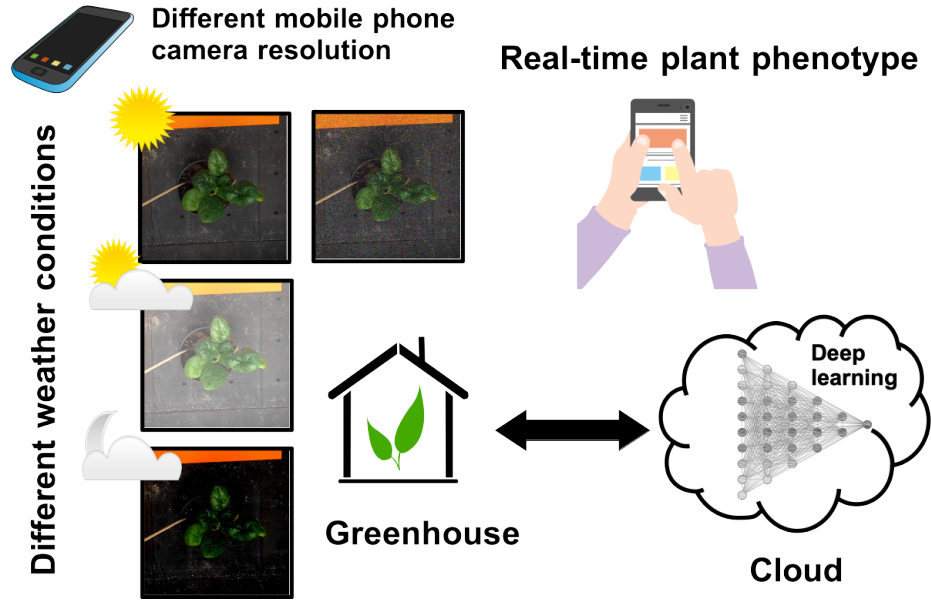 Different mobile phone
camera resolution
Real-time plant phenotype
Different weather conditions
Deep
learning
Greenhouse
Cloud